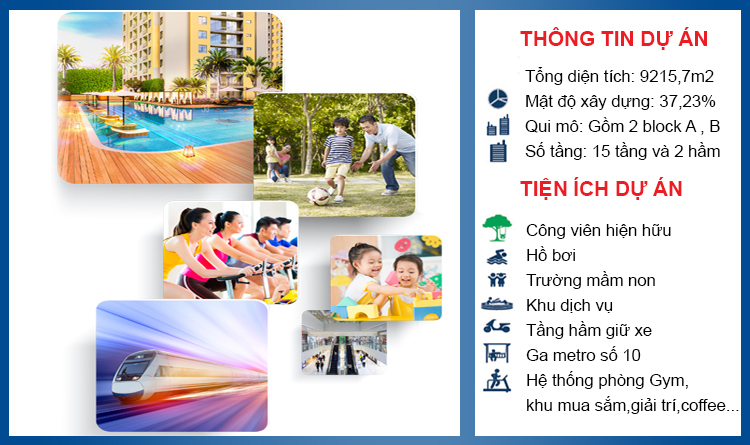 THÔNG TIN DỰ ÁN
Tổng diện tích: 9215,7m2
Mật độ xây dựng: 37,23%
Qui mô: Gồm 2 block A , B
Số tầng: 15 tầng và 2 hầm
TIỆN ÍCH DỰ ÁN
Công viên hiện hữu
Hồ bơi
Trường mầm non
Khu dịch vụ
Tầng hầm giữ xe
Ga metro số 10
Hệ thống phòng Gym,
khu mua sắm,giải trí,coffee...